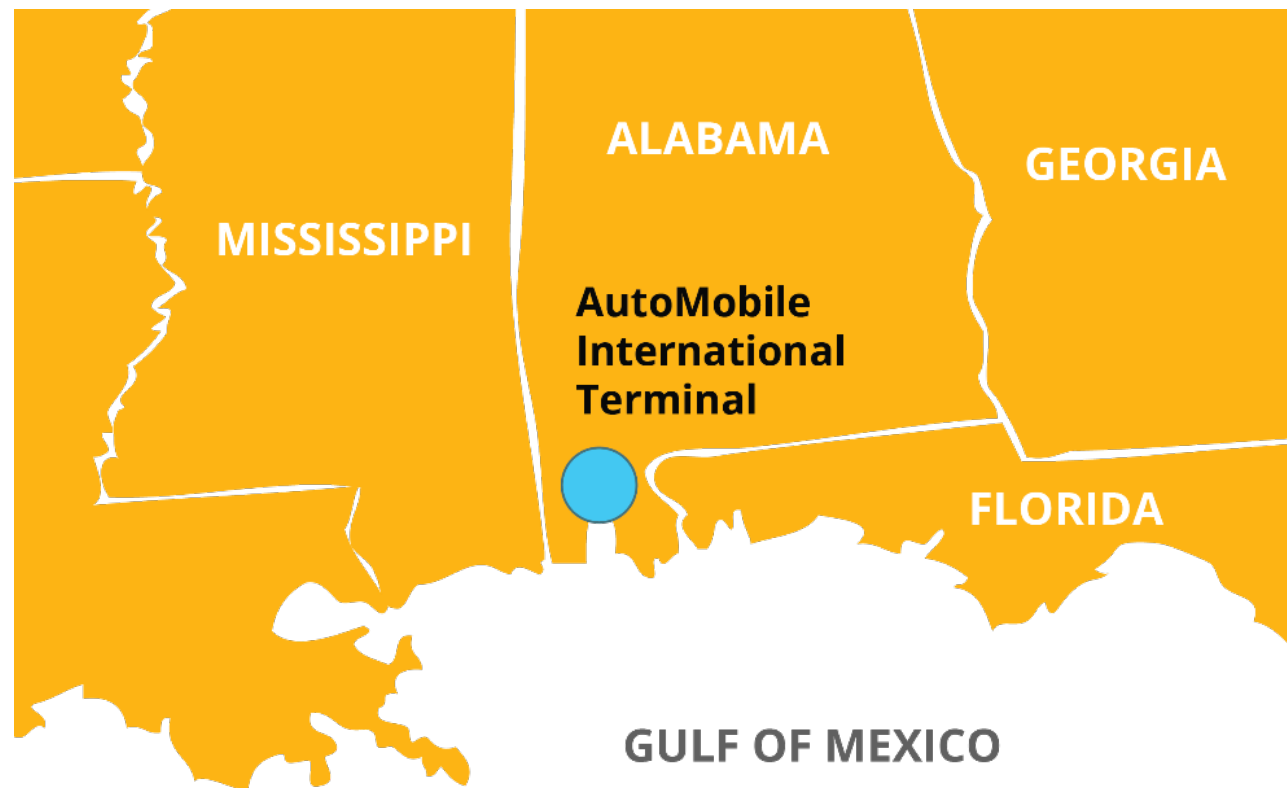 ALABAMA
GEORGIA
MISSISSIPPI
AutoMobile
International
Terminal
FLORIDA
GULF OF MEXICO